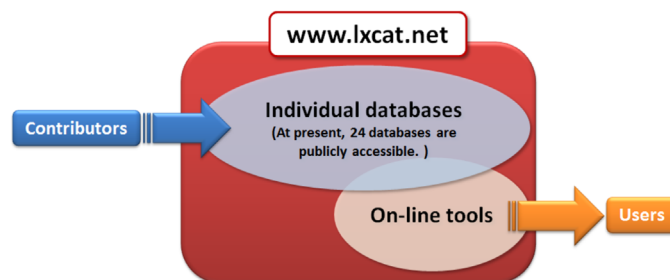 www.lxcat.net
Individual databases
(At present, 24 databases are
publicly accessible. )
Contributors
On-line tools
Users